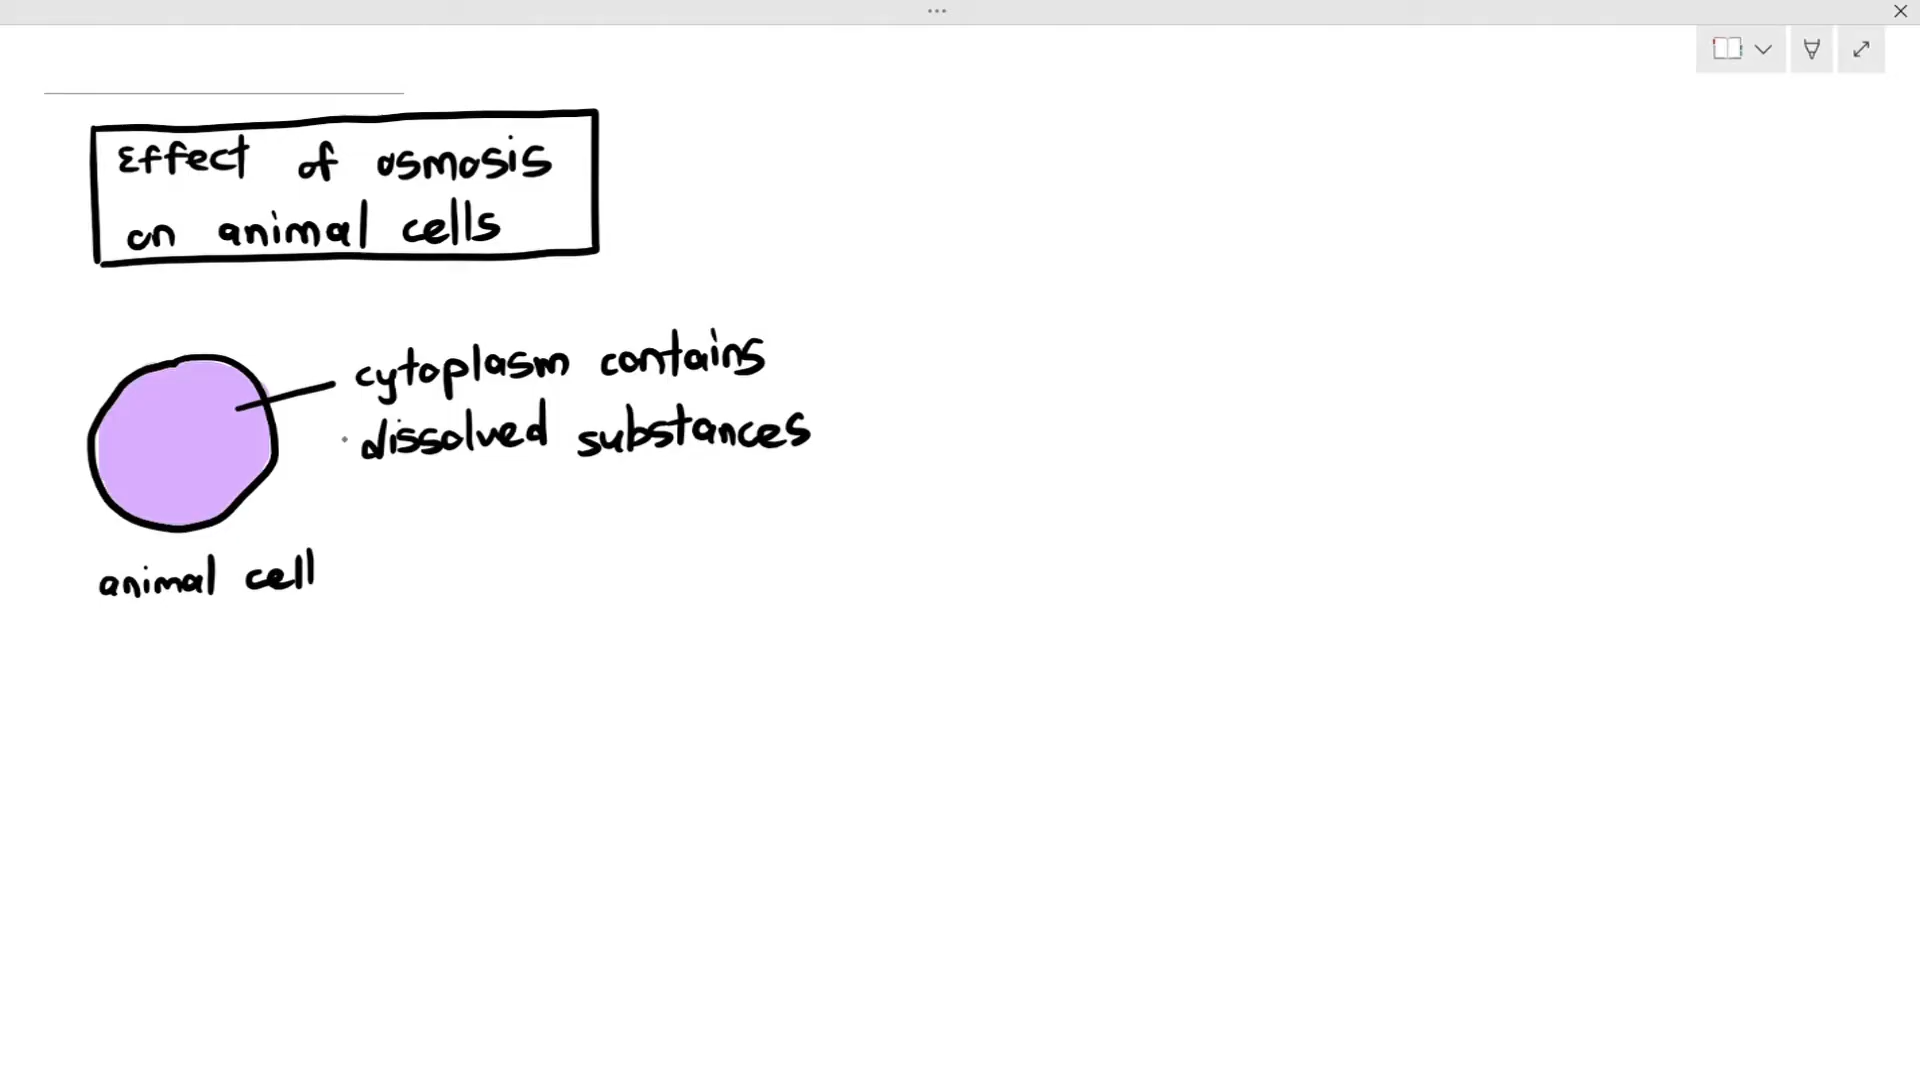 Effect of osmosis
on animal cells
cytoplasm contains
dissolved substances
animal cell